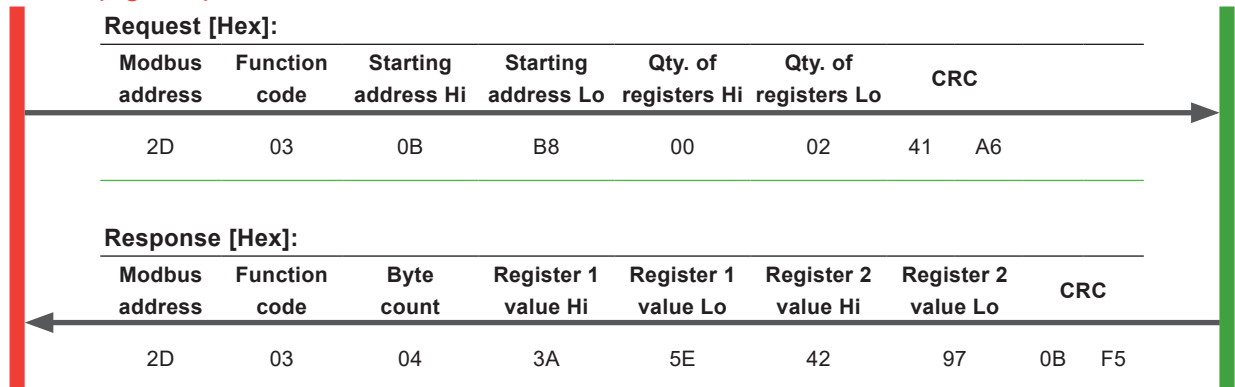 Request [Hex]:
Modbus Function Starting Starting Qty. of Qty. of CRC
address code address Hi address Lo registers Hi registers Lo
2D 03 0B B8 00 02 41 A6
Response [Hex]:
Modbus Function Byte Register 1 Register 1 Register 2 Register 2 CRC
address code count value Hi value Lo value Hi value Lo
2D 03 04 3A 5E 42 97 0B F5